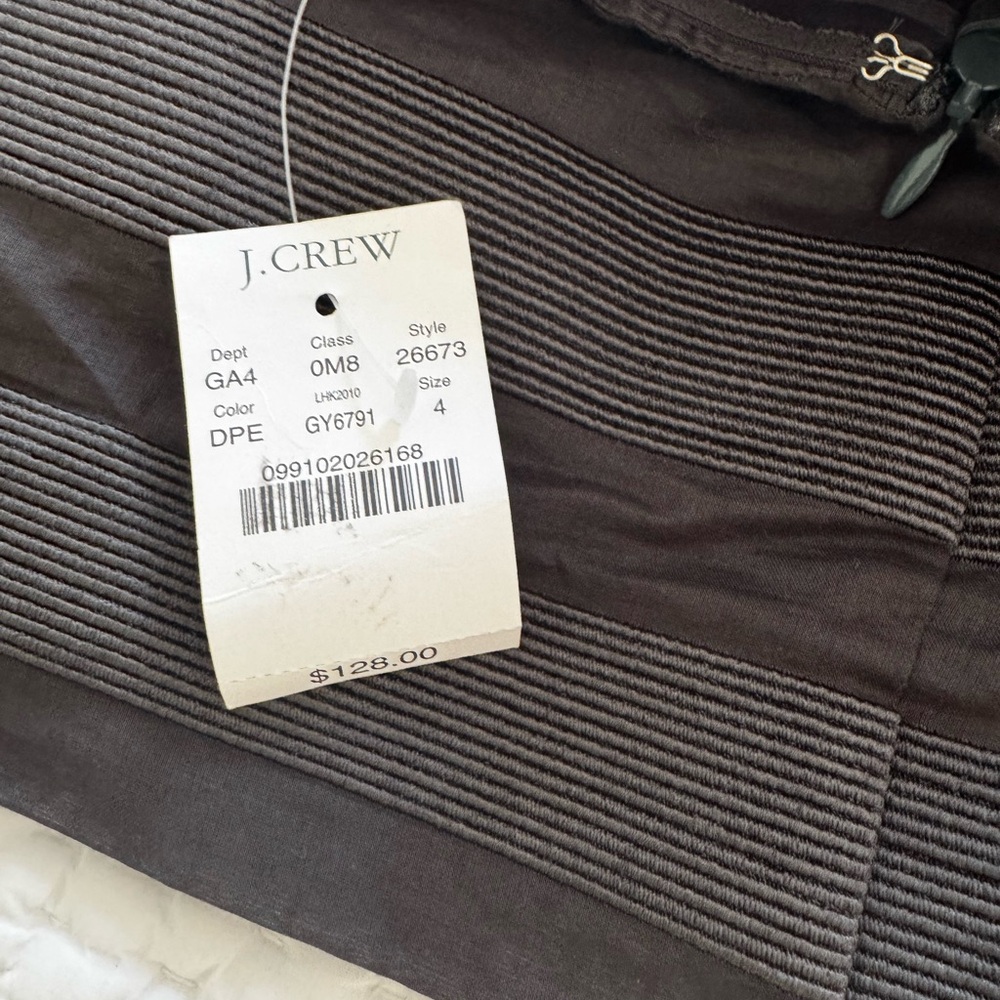 J.CREW
Dept Class Style
GA4 0M8 26673
Color LHK2010 Size
DPE GY6791 4
099102026168
$128.00